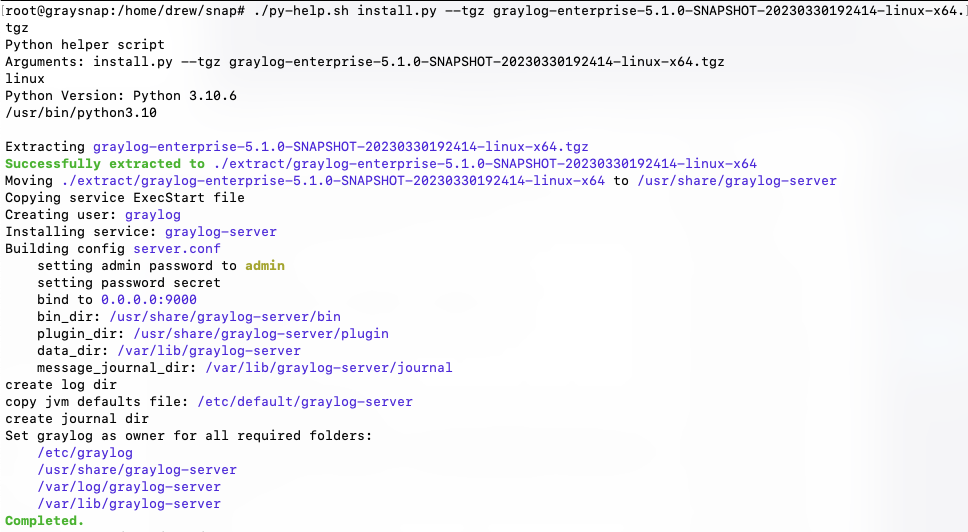 [root@graysnap:/home/drew/snap# ./py-help.sh install.py --tgz graylog-enterprise-5.1.0-SNAPSHOT-20230330192414-linux-x64.]
tgz
Python helper script
Arguments: install.py --tgz graylog-enterprise-5.1.0-SNAPSHOT-20230330192414-linux-x64.tgz
linux
Python Version: Python 3.10.6
/usr/bin/python3.10
Extracting graylog-enterprise-5.1.0-SNAPSHOT-20230330192414-linux-x64.tgz
Successfully extracted to ./extract/graylog-enterprise-5.1.0-SNAPSHOT-20230330192414-linux-x64
Moving ./extract/graylog-enterprise-5.1.0-SNAPSHOT-20230330192414-linux-x64 to /usr/share/graylog-server
Copying service ExecStart file
Creating user: graylog
Installing service: graylog-server
Building config server.conf
    setting admin password to admin
    setting password secret
    bind to 0.0.0.0:9000
    bin_dir: /usr/share/graylog-server/bin
    plugin_dir: /usr/share/graylog-server/plugin
    data_dir: /var/lib/graylog-server
    message_journal_dir: /var/lib/graylog-server/journal
create log dir
copy jvm defaults file: /etc/default/graylog-server
create journal dir
Set graylog as owner for all required folders:
    /etc/graylog
    /usr/share/graylog-server
    /var/log/graylog-server
    /var/lib/graylog-server
Completed.